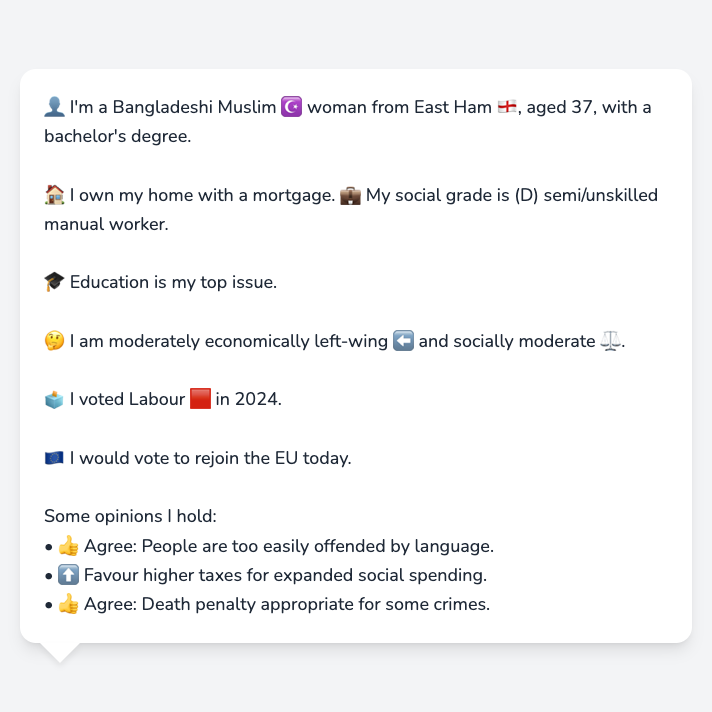 👤 I'm a Bangladeshi Muslim ☪️ woman from East Ham 🏴󠁧󠁢󠁥󠁮󠁧󠁿, aged 37, with a
bachelor's degree.
🏠 I own my home with a mortgage. 💼 My social grade is (D) semi/unskilled
manual worker.
🎓 Education is my top issue.
🤔 I am moderately economically left-wing ⬅️ and socially moderate ⚖️.
🗳️ I voted Labour 🟥 in 2024.
🇪🇺 I would vote to rejoin the EU today.
Some opinions I hold:
• 👍 Agree: People are too easily offended by language.
• ⬆️ Favour higher taxes for expanded social spending.
• 👍 Agree: Death penalty appropriate for some crimes.